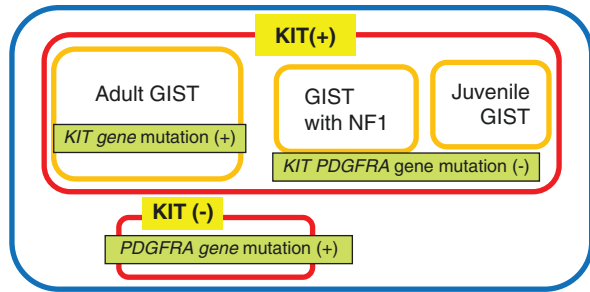 KIT(+)
Adult GIST
KIT gene mutation (+)
GIST
with NF1
Juvenile
GIST
KIT PDGFRA gene mutation (-)
KIT (-)
PDGFRA gene mutation (+)